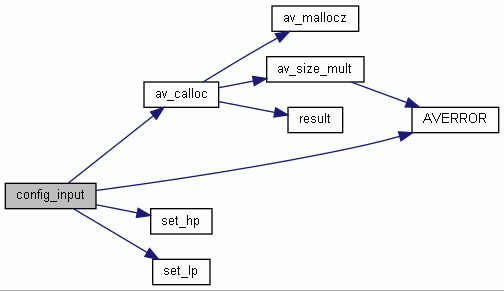 av_mallocz
av_size_mult
av_calloc
result
AVERROR
config_input
set_hp
set_lp